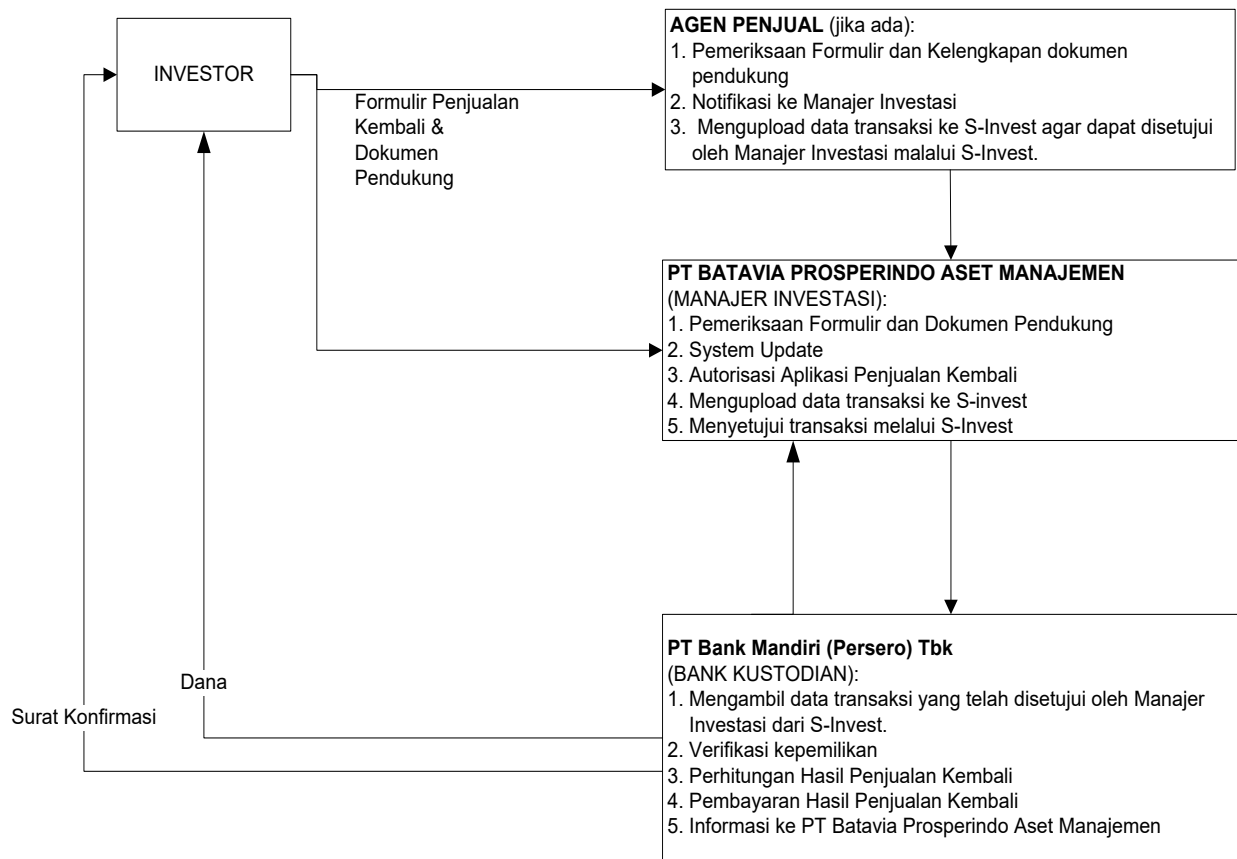 INVESTOR
Formulir Penjualan
Kembali &
Dokumen
Pendukung
AGEN PENJUAL (jika ada):
1. Pemeriksaan Formulir dan Kelengkapan dokumen
pendukung
2. Notifikasi ke Manajer Investasi
3. Mengupload data transaksi ke S-Invest agar dapat disetujui
oleh Manajer Investasi malalui S-Invest.
PT BATAVIA PROSPERINDO ASET MANAJEMEN
(MANAJER INVESTASI):
1. Pemeriksaan Formulir dan Dokumen Pendukung
2. System Update
3. Autorisasi Aplikasi Penjualan Kembali
4. Mengupload data transaksi ke S-invest
5. Menyetujui transaksi melalui S-Invest
Dana
Surat Konfirmasi
PT Bank Mandiri (Persero) Tbk
(BANK KUSTODIAN):
1. Mengambil data transaksi yang telah disetujui oleh Manajer
Investasi dari S-Invest.
2. Verifikasi kepemilikan
3. Perhitungan Hasil Penjualan Kembali
4. Pembayaran Hasil Penjualan Kembali
5. Informasi ke PT Batavia Prosperindo Aset Manajemen